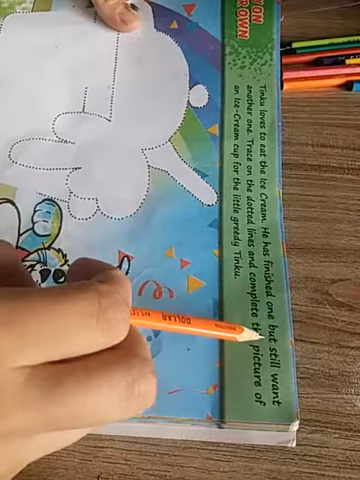 Y ON
R OWN
Tinku loves to eat the Ice Cream. He has finished one but still want
another one. Trace on the dotted lines and complete picture of
an Ice-Cream cup for the little greedy Tinku.
DOLLAR